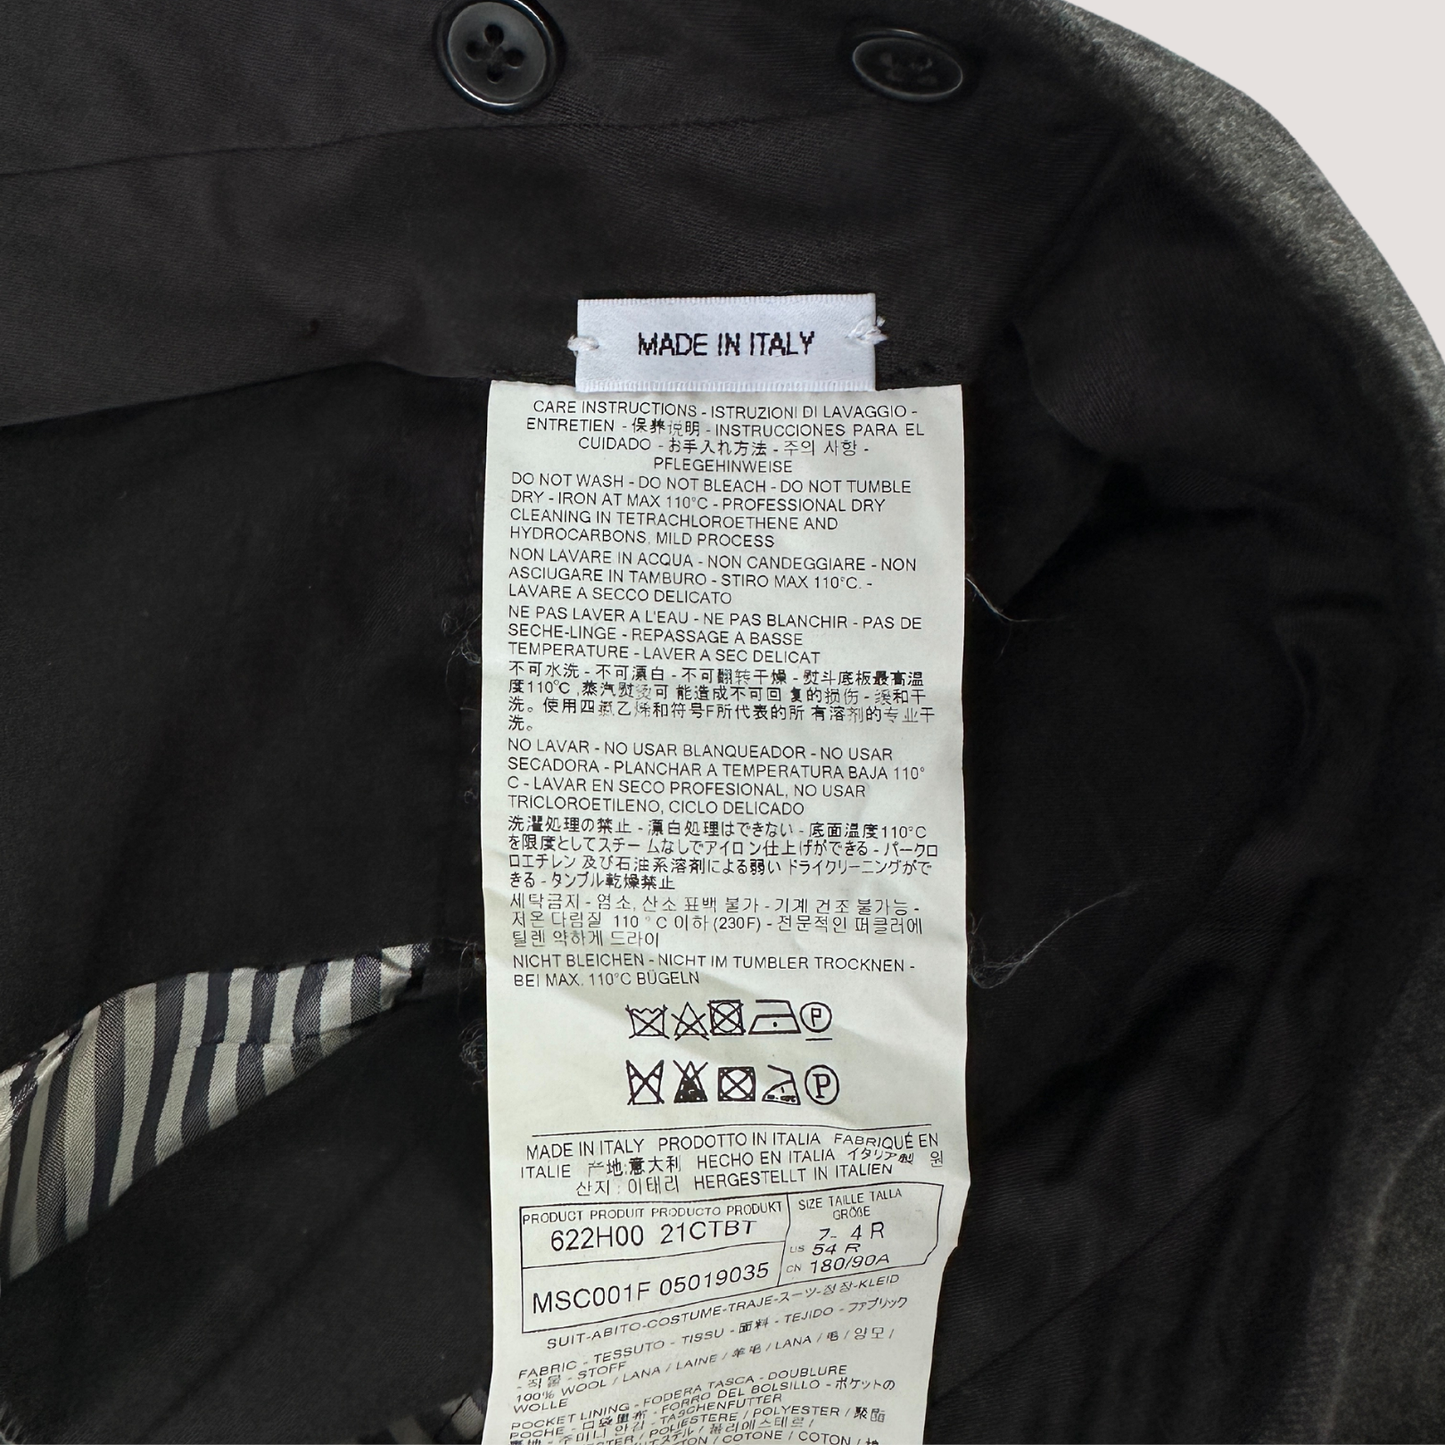 MADE IN ITALY
CARE INSTRUCTIONS - ISTRUZIONI DI LAVAGGIO -
ENTRETIEN - 保养说明 - INSTRUCCIONES PARA EL
CUIDADO - お手入れ方法 - 주의 사항 -
PFLEGEHINWEISE
DO NOT WASH - DO NOT BLEACH - DO NOT TUMBLE
DRY - IRON AT MAX 110°C - PROFESSIONAL DRY
CLEANING IN TETRACHLOROETHENE AND
HYDROCARBONS, MILD PROCESS
NON LAVARE IN ACQUA - NON CANDEGGIARE - NON
ASCIUGARE IN TAMBURO - STIRO MAX 110°C. -
LAVARE A SECCO DELICATO
NE PAS LAVER A L'EAU - NE PAS BLANCHIR - PAS DE
SECHE-LINGE - REPASSAGE A BASSE
TEMPERATURE - LAVER A SEC DELICAT
不可水洗 - 不可漂白 - 不可翻转干燥 - 熨斗底板最高温
度110°C ,蒸汽熨烫可 能造成不可回 复的损伤 - 缓和干
洗。使用四氯乙烯和符号F所代表的所 有溶剂的专业干
洗。
NO LAVAR - NO USAR BLANQUEADOR - NO USAR
SECADORA - PLANCHAR A TEMPERATURA BAJA 110°
C - LAVAR EN SECO PROFESIONAL, NO USAR
TRICLOROETILENO, CICLO DELICADO
洗濯処理の禁止 - 漂白処理はできない - 底面温度110°C
を限度としてスチームなしでアイロン仕上げができる - パークロ
ロエチレン 及び石油系溶剤による弱い ドライクリーニングがで
きる - タンブル乾燥禁止
세탁금지 - 염소, 산소 표백 불가 - 기계 건조 불가능 -
저온 다림질 110 ° C 이하 (230F) - 전문적인 퍼클러에
틸렌 약하게 드라이
NICHT BLEICHEN - NICHT IM TUMBLER TROCKNEN -
BEI MAX. 110°C BÜGELN
P
P
MADE IN ITALY PRODOTTO IN ITALIA FABRIQUÉ EN
ITALIE 产地:意大利 HECHO EN ITALIA イタリア製 원
산지 : 이태리 HERGESTELLT IN ITALIEN
PRODUCT PRODUIT PRODUCTO PRODUKT
622H00 21CTBT
MSC001F 05019035
SIZE TAILLE TALLA
GRÖßE
4 R
US 54 R
CN 180/90A
SUIT-ABITO-COSTUME-TRAJE-スーツ-정장-KLEID
FABRIC - TESSUTO - TISSU - 面料 - TEJIDO - ファブリック
- 직물 - STOFF
100% WOOL / LANA / LAINE / 羊毛 / LANA / 毛 / 양모 /
WOLLE
POCKET LINING - FODERA TASCA - DOUBLURE
POCHE - 口袋里布 - FORRO DEL BOLSILLO - ポケットの
裏地 - 주머니 안감 - TASCHENFUTTER
POLIESTERE / POLYESTER /
COTONE / COTON /